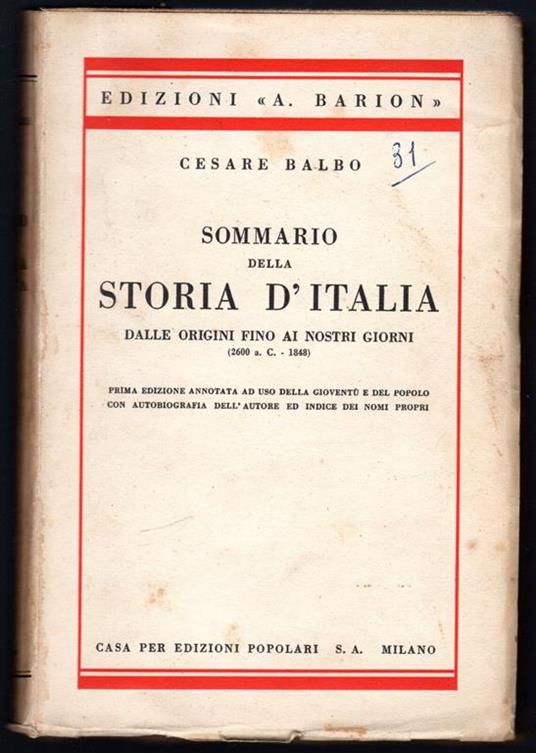 EDIZIONI «A. BARION»
CESARE BALBO
31
SOMMARIO
DELLA
STORIA D'ITALIA
DALLE ORIGINI FINO AI NOSTRI GIORNI
(2600 a. C. - 1848)
PRIMA EDIZIONE ANNOTATA AD USO DELLA GIOVENTÙ E DEL POPOLO
CON AUTOBIOGRAFIA DELL'AUTORE ED INDICE DEI NOMI PROPRI
CASA PER EDIZIONI POPOLARI S. A. MILANO